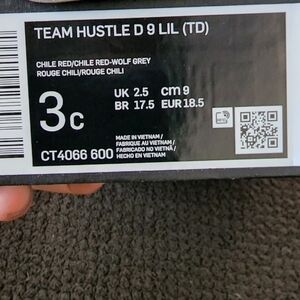 TEAM HUSTLE D 9 LIL (TD)
CHILE RED/CHILE RED-WOLF GREY
ROUGE CHILI/ROUGE CHILI
3C
UK 2.5 CM 9
BR 17.5 EUR 18.5
MADE IN VIETNAM/
FABRIQUE AU VIETNAM/
FABRICADO NO VIETNÃ/
HECHO EN VIETNAM
CT4066 600